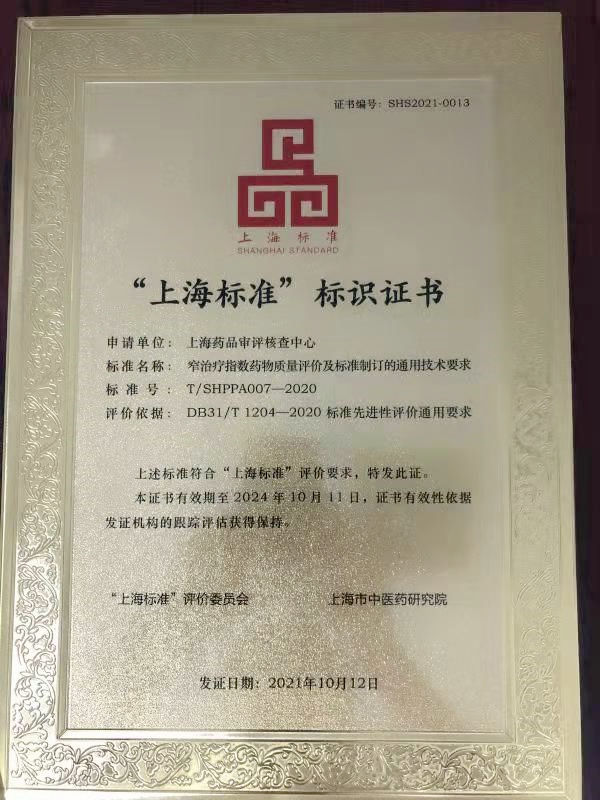 证书编号：SHS2021-0013
上海标准
SHANGHAI STANDARD
“上海标准”标识证书
申请单位：上海药品审评核查中心
标准名称：窄治疗指数药物质量评价及标准制订的通用技术要求
标准号：T/SHPPA007—2020
评价依据：DB31/T 1204—2020 标准先进性评价通用要求
上述标准符合“上海标准”评价要求，特发此证。
本证书有效期至 2024 年 10 月 11 日，证书有效性依据
发证机构的跟踪评估获得保持。
“上海标准”评价委员会 上海市中医药研究院
发证日期：2021年10月12日